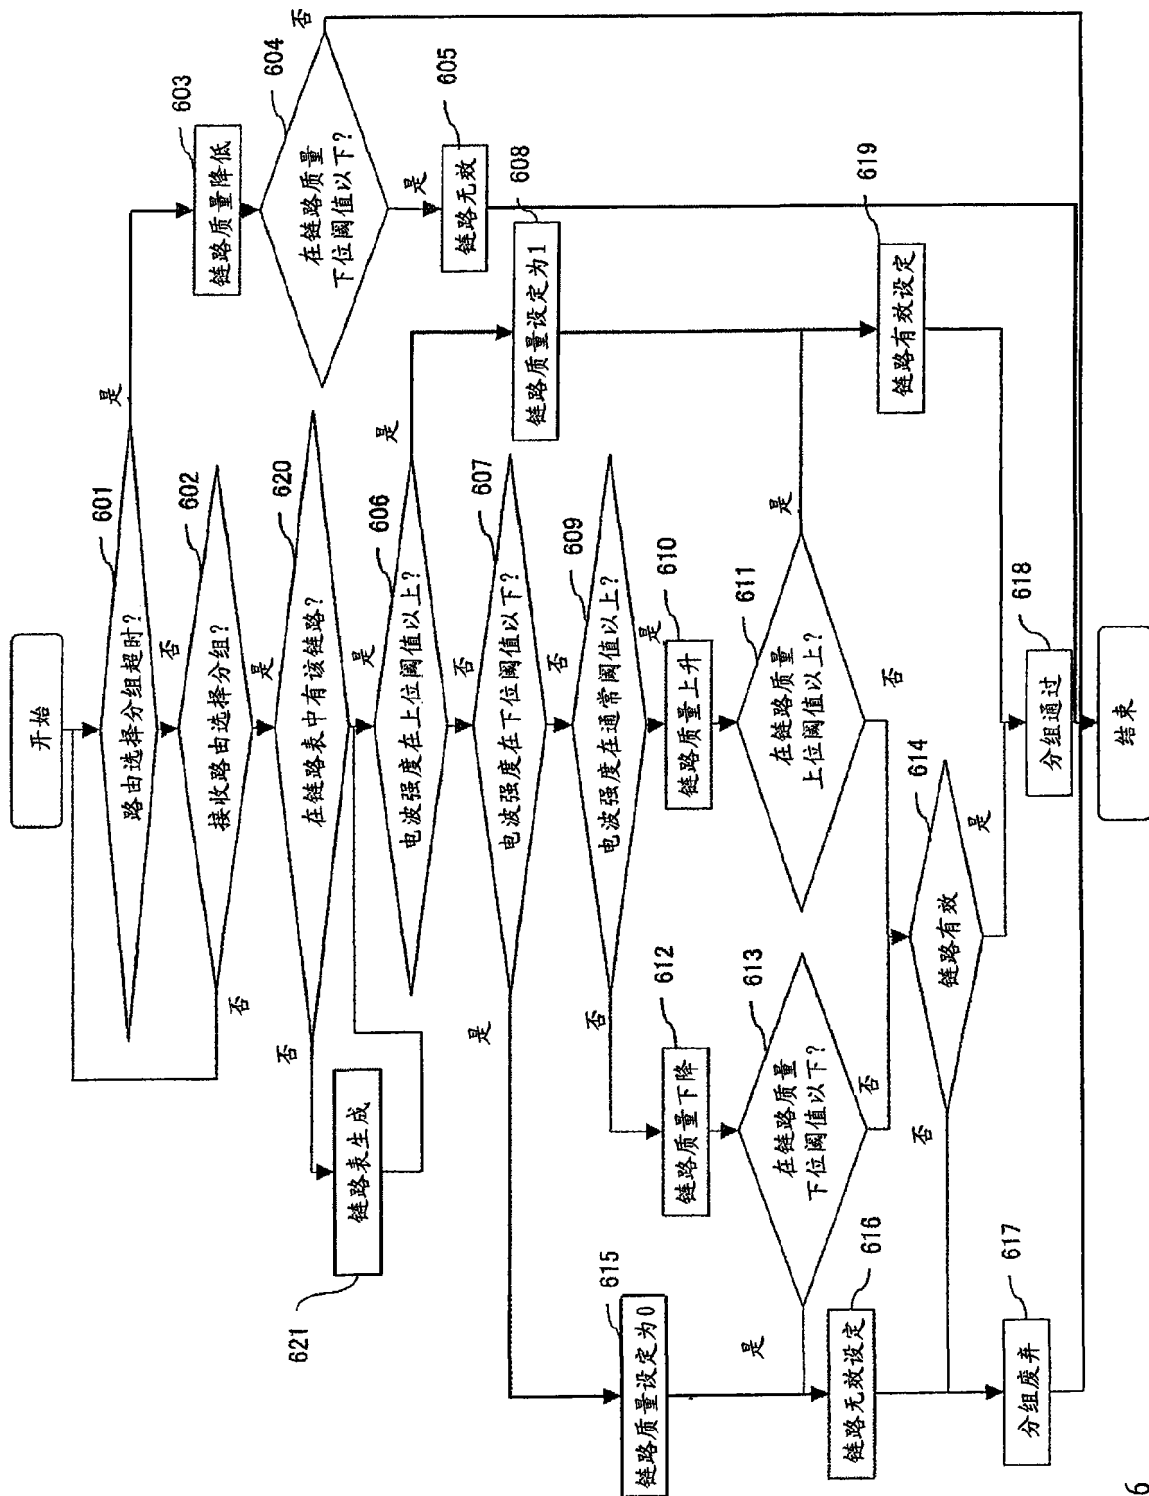 开始
路由选择分组超时?
601
是
否
接收路由选择分组?
602
否
是
在链路表中有该链路?
620
否
是
链路表生成
621
电波强度在上位阈值以上?
606
是
否
电波强度在下位阈值以下?
607
是
否
电波强度在通常阈值以上?
609
否
是
链路质量降低
603
在链路质量
下位阈值以下?
604
否
是
链路无效
605
链路质量设定为1
608
链路质量上升
610
在链路质量
上位阈值以上?
611
是
否
链路质量下降
612
在链路质量
下位阈值以下?
613
是
否
链路质量设定为0
615
链路无效设定
616
链路有效
614
否
是
链路有效设定
619
分组废弃
617
分组通过
618
结束
6